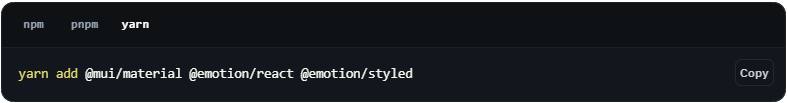 npm pnpm yarn
yarn add @mui/material @emotion/react @emotion/styled
Copy